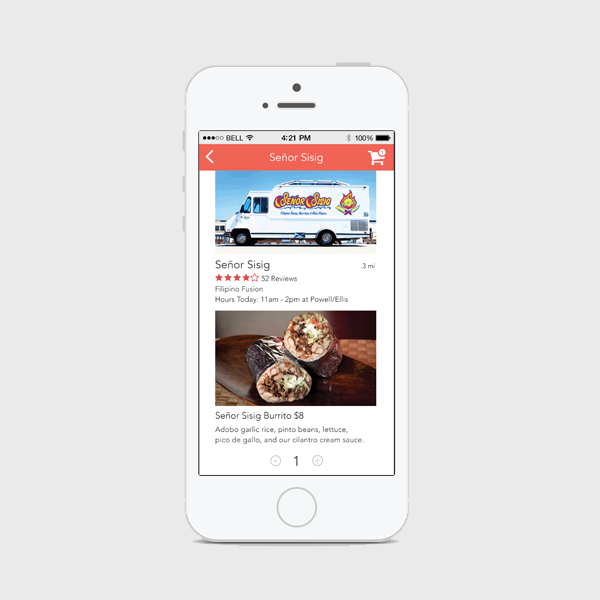 BELL 4:21 PM 100%
Señor Sisig
1
SEÑOR SISIG
Filipino Tacos, Burritos & Rice Plates
Señor Sisig .3 mi
52 Reviews
Filipino Fusion
Hours Today: 11am - 2pm at Powell/Ellis
Señor Sisig Burrito $8
Adobo garlic rice, pinto beans, lettuce,
pico de gallo, and our cilantro cream sauce.
1